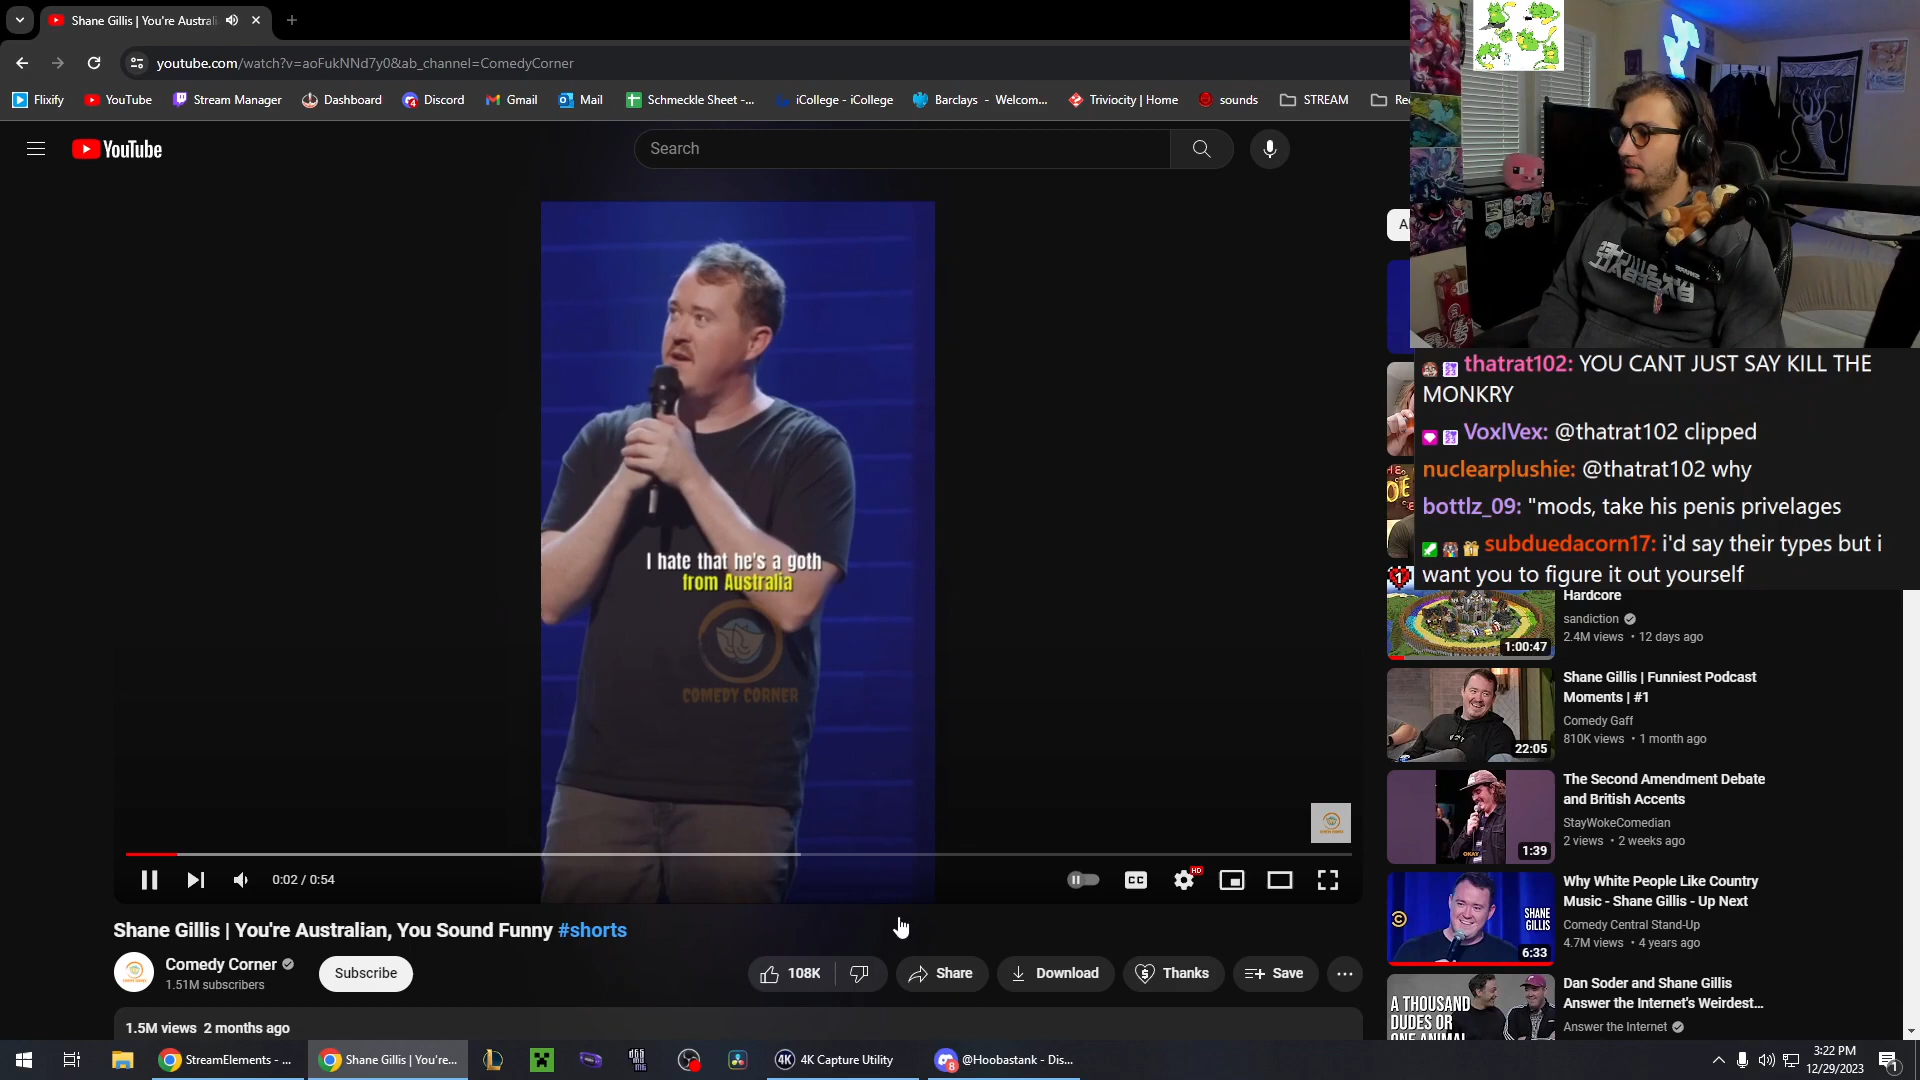 Shane Gillis | You're Australi
youtube.com/watch?v=aoFukNNd7y0&ab_channel=ComedyCorner
Flixify YouTube Stream Manager Dashboard Discord Gmail Mail Schmeckle Sheet -... iCollege - iCollege Barclays - Welcom... Triviocity | Home sounds STREAM Re
YouTube
Search
thatrat102: YOU CANT JUST SAY KILL THE
MONKRY
VoxlVex: @thatrat102 clipped
nuclearplushie: @thatrat102 why
bottlz_09: "mods, take his penis privelages
subduedacorn17: i'd say their types but i
want you to figure it out yourself
I hate that he's a goth
from Australia
COMEDY CORNER
0:02 / 0:54
CC
HD
Shane Gillis | You're Australian, You Sound Funny #shorts
Comedy Corner
1.51M subscribers
Subscribe
108K
Share
Download
Thanks
Save
1.5M views 2 months ago
Hardcore
sandiction
2.4M views • 12 days ago
1:00:47
Shane Gillis | Funniest Podcast
Moments | #1
Comedy Gaff
810K views • 1 month ago
22:05
The Second Amendment Debate
and British Accents
StayWokeComedian
2 views • 2 weeks ago
OKAY
1:39
Why White People Like Country
Music - Shane Gillis - Up Next
Comedy Central Stand-Up
4.7M views • 4 years ago
SHANE
GILLIS
6:33
Dan Soder and Shane Gillis
Answer the Internet's Weirdest...
Answer the Internet
A THOUSAND
DUDES OR
ONE ANIMAL
StreamElements - ...
Shane Gillis | You're...
4K Capture Utility
@Hoobastank - Dis...
3:22 PM
12/29/2023